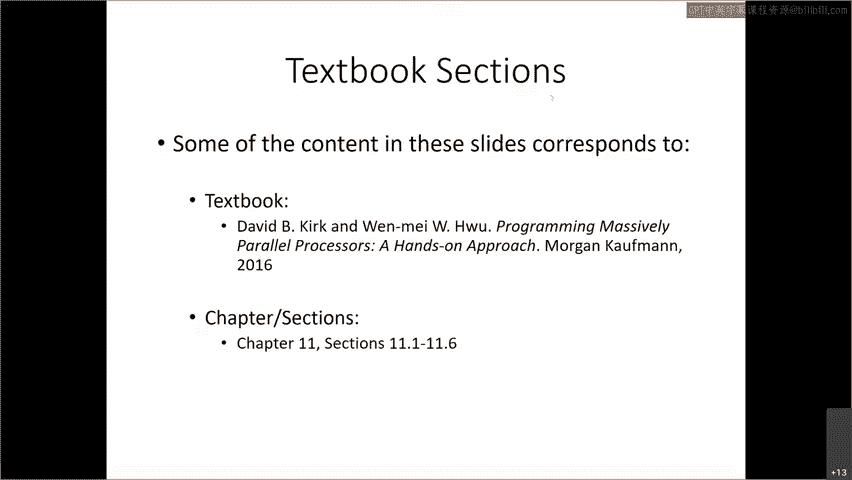 Textbook Sections
• Some of the content in these slides corresponds to:
• Textbook:
• David B. Kirk and Wen-mei W. Hwu. Programming Massively
Parallel Processors: A Hands-on Approach. Morgan Kaufmann,
2016
• Chapter/Sections:
• Chapter 11, Sections 11.1-11.6
+13